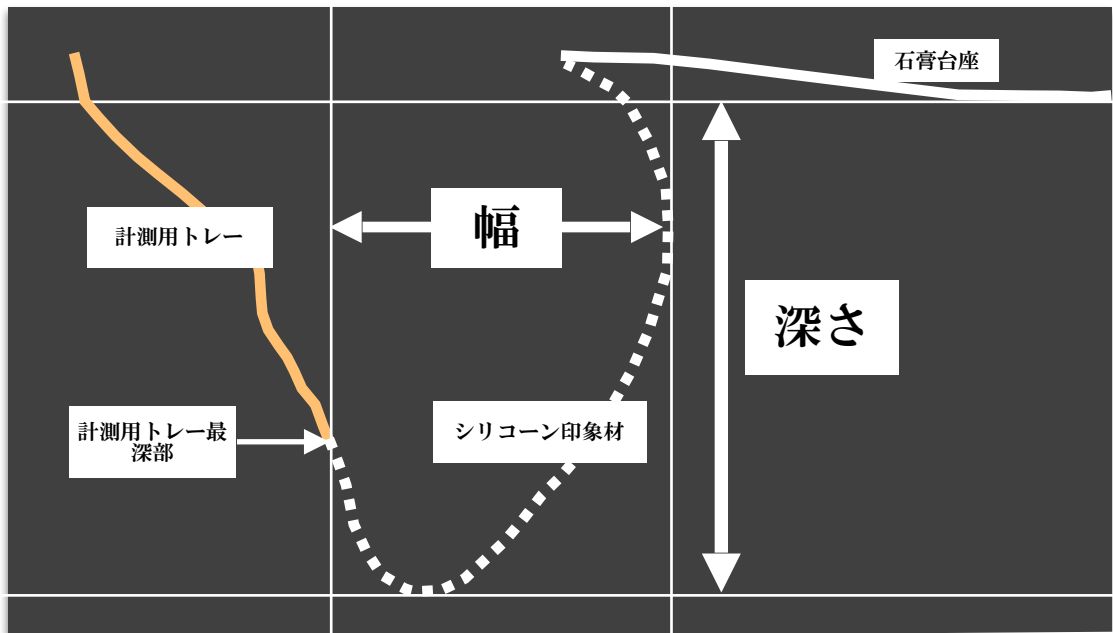 石膏台座
幅
計測用トレー
深さ
計測用トレー最
深部
シリコーン印象材